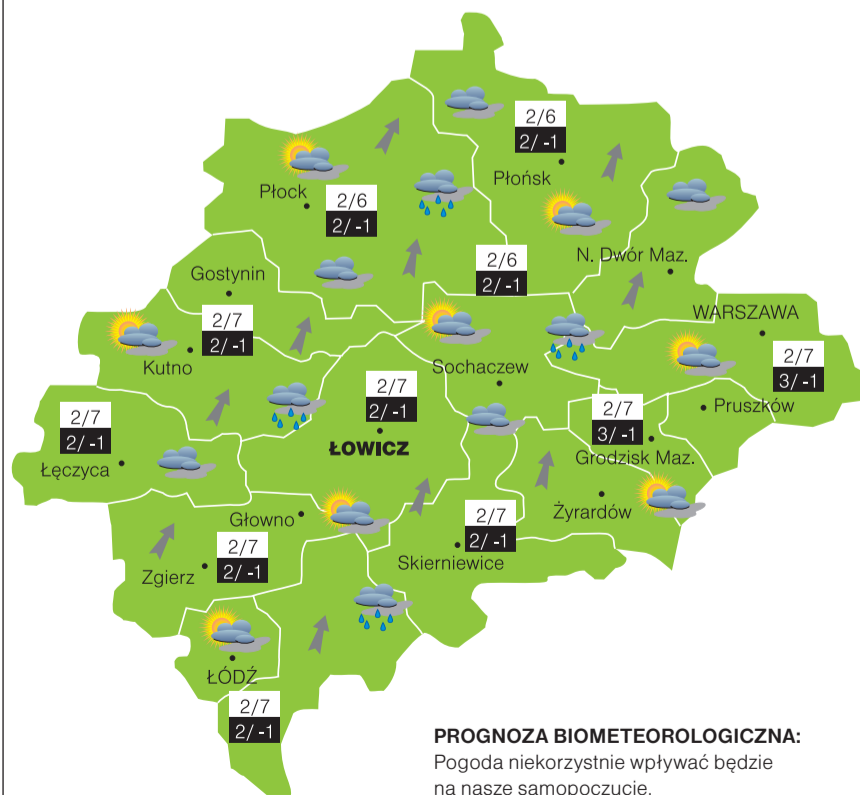 2/6
2/ -1
Płońsk
Płock
2/6
2/ -1
N. Dwór Maz.
2/6
2/ -1
Gostynin
WARSZAWA
2/7
2/ -1
Kutno
2/7
3/ -1
Sochaczew
2/7
2/ -1
ŁOWICZ
2/7
3/ -1
Pruszków
Grodzisk Maz.
2/7
2/ -1
Łęczyca
Żyrardów
Głowno
2/7
2/ -1
Skierniewice
2/7
2/ -1
Zgierz
ŁÓDŹ
2/7
2/ -1
PROGNOZA BIOMETEOROLOGICZNA:
Pogoda niekorzystnie wpływać będzie
na nasze samopoczucie.